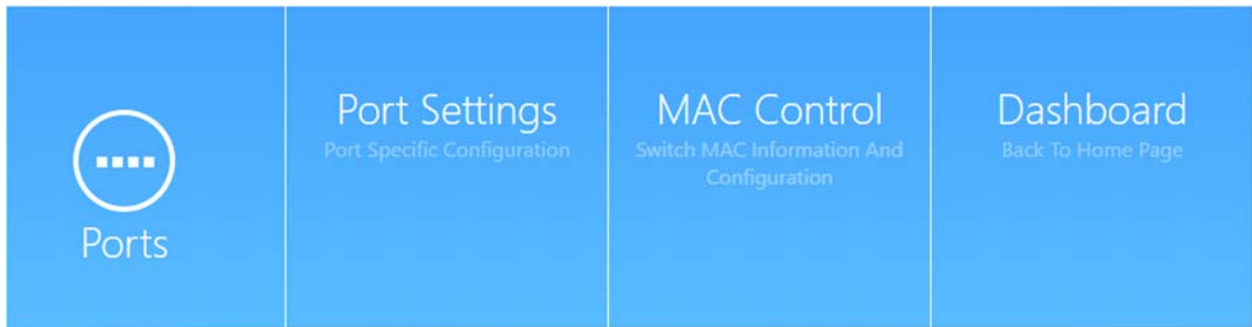 Ports
Port Settings
Port Specific Configuration
MAC Control
Switch MAC Information And
Configuration
Dashboard
Back To Home Page